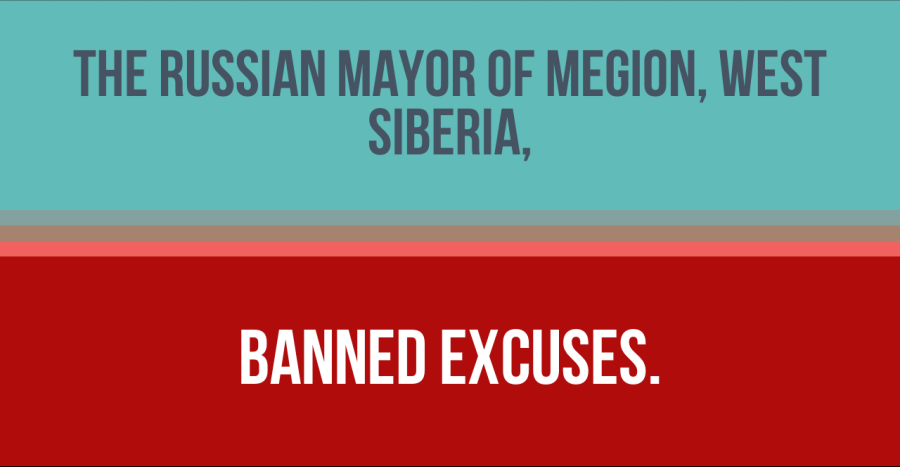 THE RUSSIAN MAYOR OF MEGION, WEST
SIBERIA,
BANNED EXCUSES.